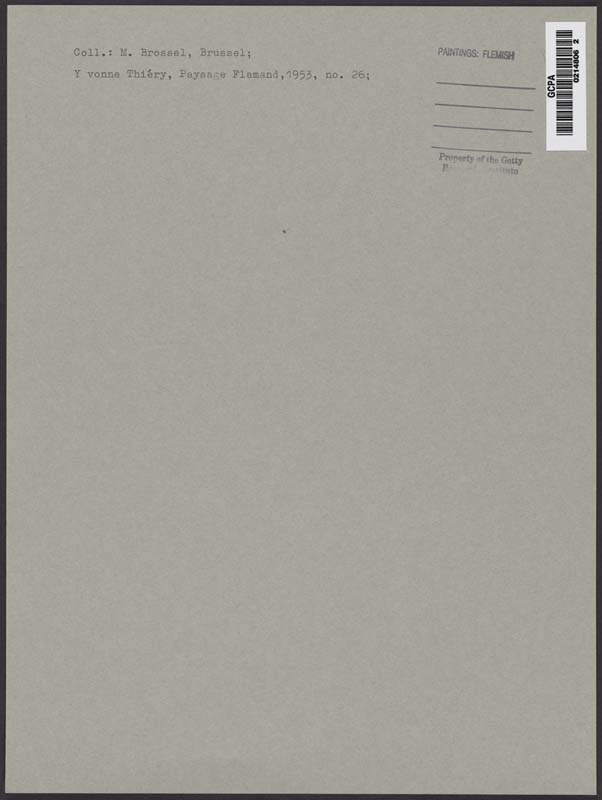 Coll.: M. Brossel, Brussel;
Y vonne Thiéry, Paysage Flamand,1953, no. 26;
PAINTINGS: FLEMISH
Property of the Getty
GCPA
0214806 2